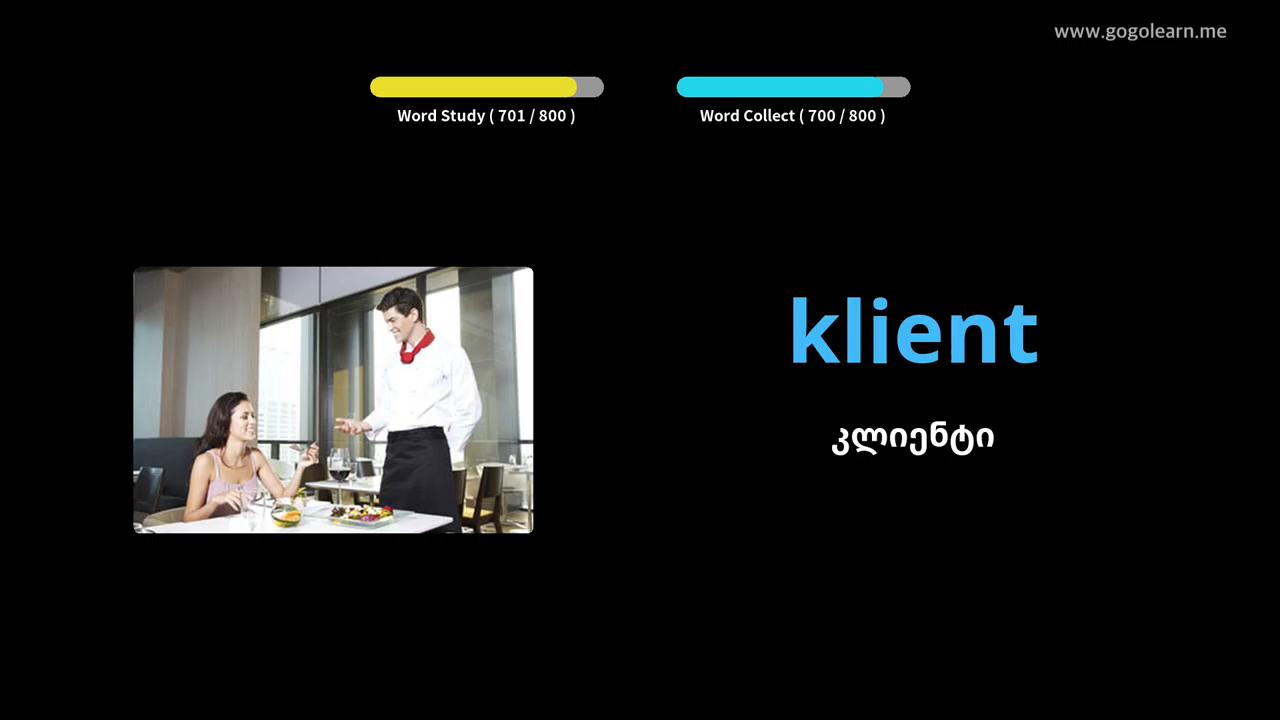 www.gogolearn.me
Word Study ( 701 / 800 )
Word Collect ( 700 / 800 )
klient
კლიენტი